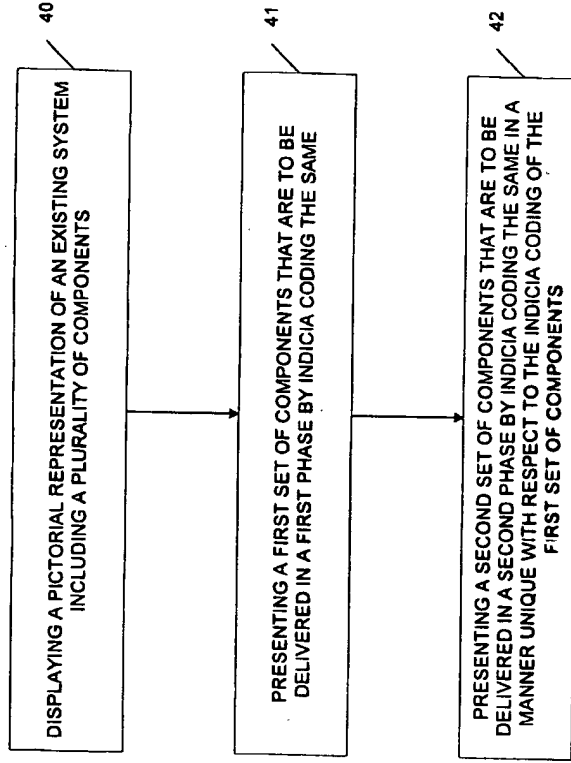 DISPLAYING A PICTORIAL REPRESENTATION OF AN EXISTING SYSTEM
INCLUDING A PLURALITY OF COMPONENTS
40
PRESENTING A FIRST SET OF COMPONENTS THAT ARE TO BE
DELIVERED IN A FIRST PHASE BY INDICIA CODING THE SAME
41
PRESENTING A SECOND SET OF COMPONENTS THAT ARE TO BE
DELIVERED IN A SECOND PHASE BY INDICIA CODING THE SAME IN A
MANNER UNIQUE WITH RESPECT TO THE INDICIA CODING OF THE
FIRST SET OF COMPONENTS
42